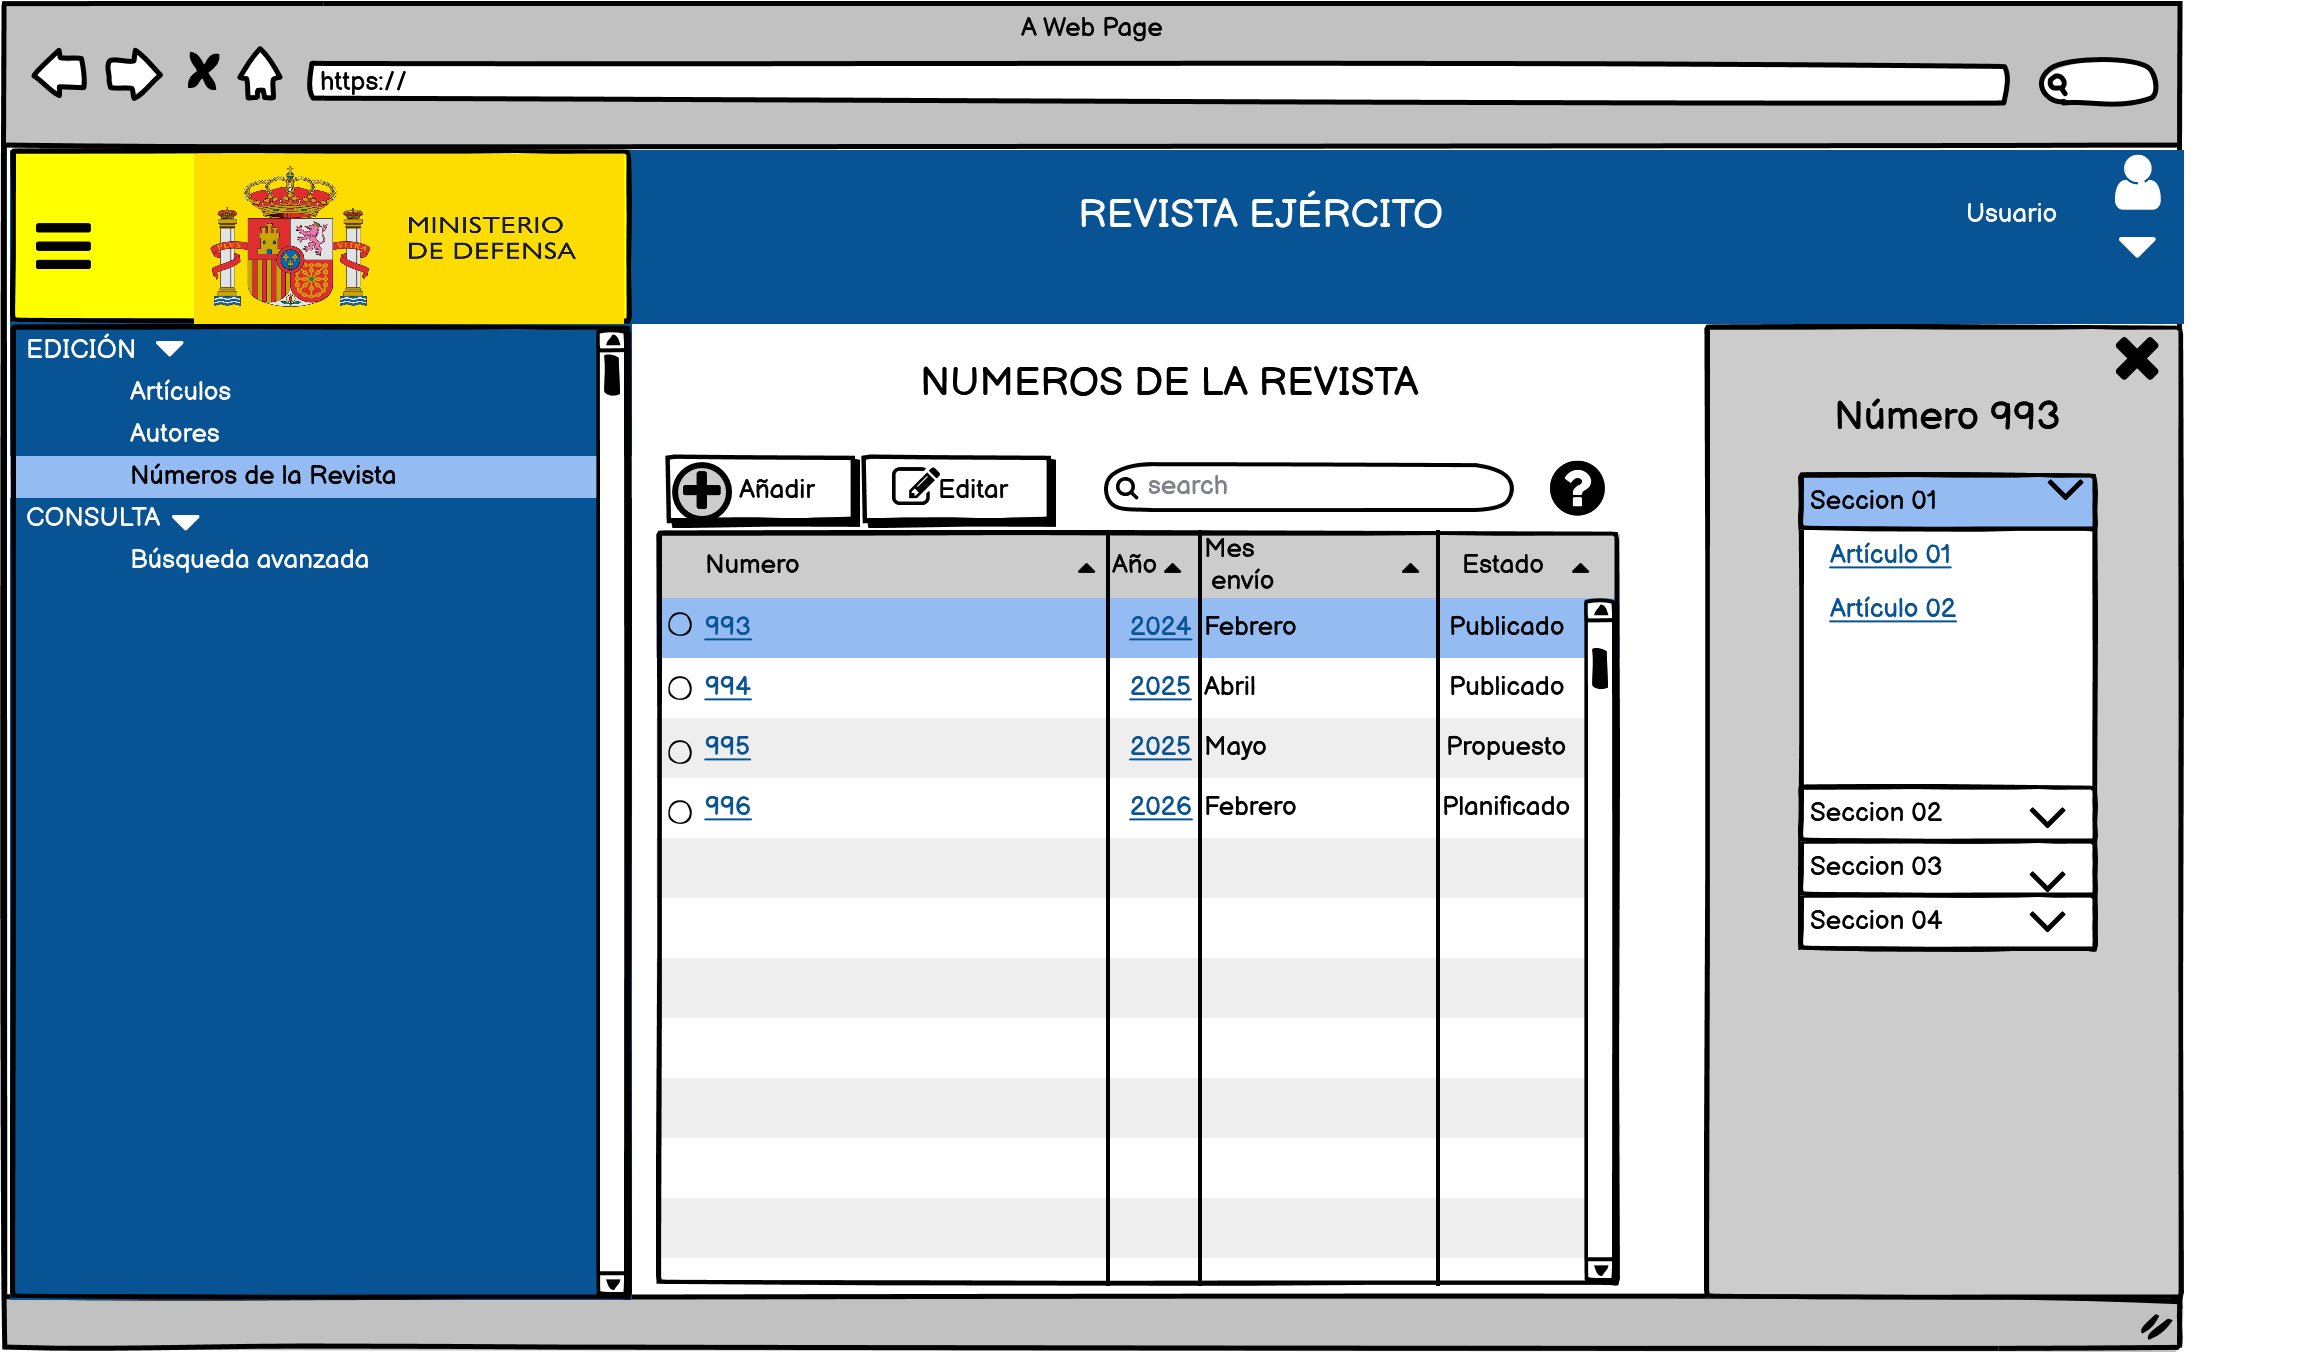 A Web Page
https://
MINISTERIO
DE DEFENSA
REVISTA EJÉRCITO
Usuario
EDICIÓN
Artículos
Autores
Números de la Revista
CONSULTA
Búsqueda avanzada
NUMEROS DE LA REVISTA
Añadir
Editar
search
?
Numero
Año
Mes
envío
Estado
993 2024 Febrero Publicado
994 2025 Abril Publicado
995 2025 Mayo Propuesto
996 2026 Febrero Planificado
Número 993
Seccion 01
Artículo 01
Artículo 02
Seccion 02
Seccion 03
Seccion 04